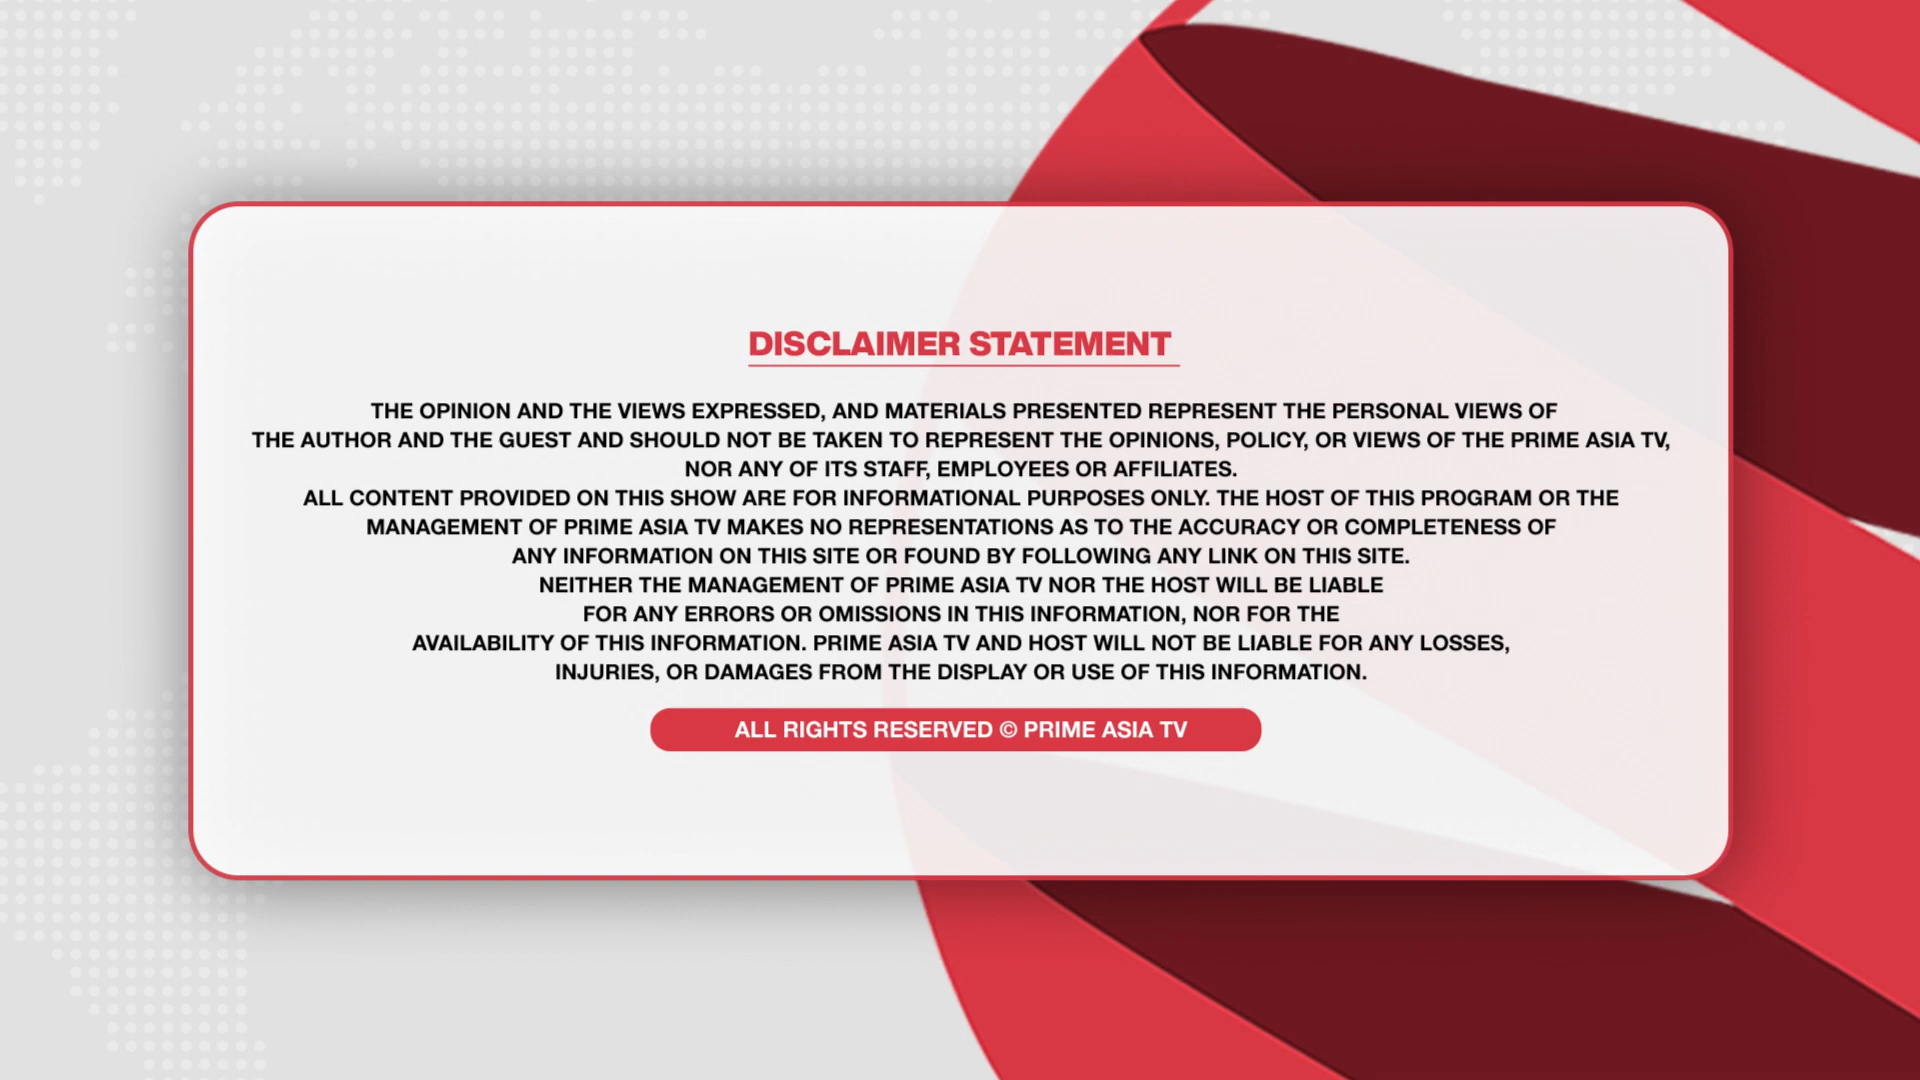 DISCLAIMER STATEMENT
THE OPINION AND THE VIEWS EXPRESSED, AND MATERIALS PRESENTED REPRESENT THE PERSONAL VIEWS OF
THE AUTHOR AND THE GUEST AND SHOULD NOT BE TAKEN TO REPRESENT THE OPINIONS, POLICY, OR VIEWS OF THE PRIME ASIA TV,
NOR ANY OF ITS STAFF, EMPLOYEES OR AFFILIATES.
ALL CONTENT PROVIDED ON THIS SHOW ARE FOR INFORMATIONAL PURPOSES ONLY. THE HOST OF THIS PROGRAM OR THE
MANAGEMENT OF PRIME ASIA TV MAKES NO REPRESENTATIONS AS TO THE ACCURACY OR COMPLETENESS OF
ANY INFORMATION ON THIS SITE OR FOUND BY FOLLOWING ANY LINK ON THIS SITE.
NEITHER THE MANAGEMENT OF PRIME ASIA TV NOR THE HOST WILL BE LIABLE
FOR ANY ERRORS OR OMISSIONS IN THIS INFORMATION, NOR FOR THE
AVAILABILITY OF THIS INFORMATION. PRIME ASIA TV AND HOST WILL NOT BE LIABLE FOR ANY LOSSES,
INJURIES, OR DAMAGES FROM THE DISPLAY OR USE OF THIS INFORMATION.
ALL RIGHTS RESERVED © PRIME ASIA TV